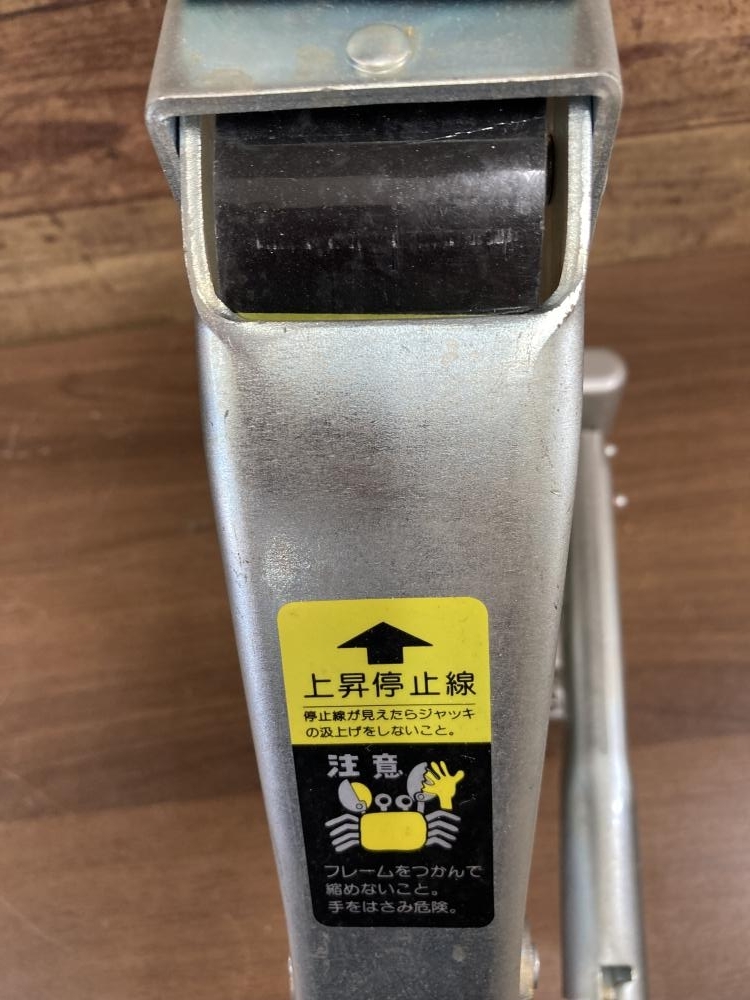 上昇停止線
停止線が見えたらジャッキ
の汲上げをしないこと。
注意
フレームをつかんで
縮めないこと。
手をはさみ危険。